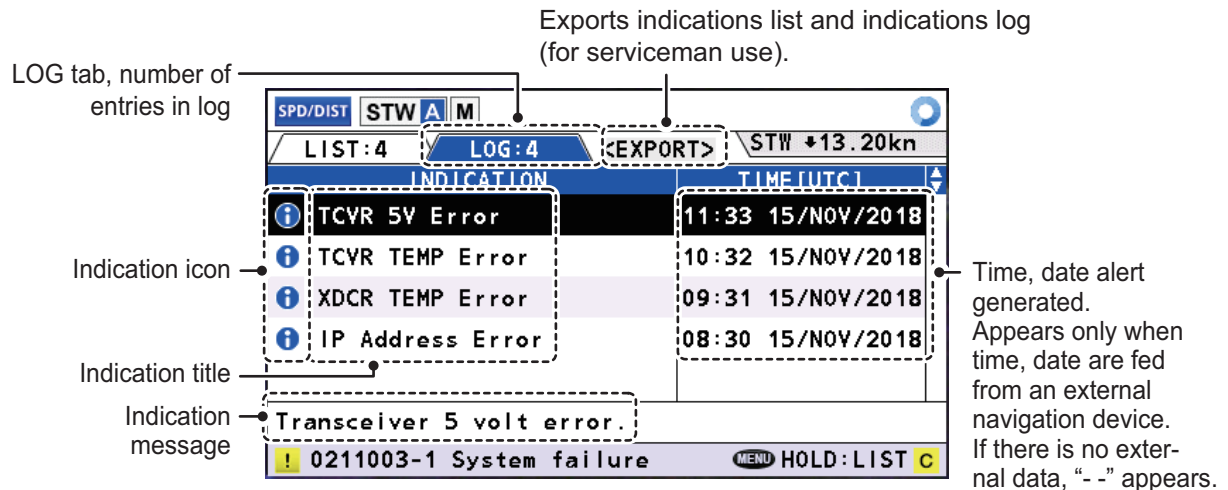 Exports indications list and indications log
(for serviceman use).
LOG tab, number of
entries in log
SPD/DIST STW A M
LIST:4 LOG:4 <EXPORT> STW 13.20kn
INDICATION TIME[UTC]
TCVR 5V Error 11:33 15/NOV/2018
TCVR TEMP Error 10:32 15/NOV/2018
XDCR TEMP Error 09:31 15/NOV/2018
IP Address Error 08:30 15/NOV/2018
Transceiver 5 volt error.
! 0211003-1 System failure MENU HOLD:LIST C
Indication icon
Indication title
Indication
message
Time, date alert
generated.
Appears only when
time, date are fed
from an external
navigation device.
If there is no exter-
nal data, “- -” appears.